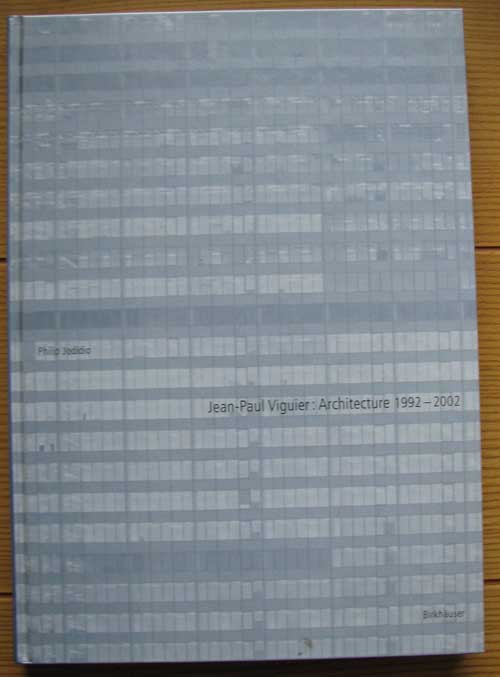 Philip Jodidio
Jean-Paul Viguier : Architecture 1992 – 2002
Birkhäuser